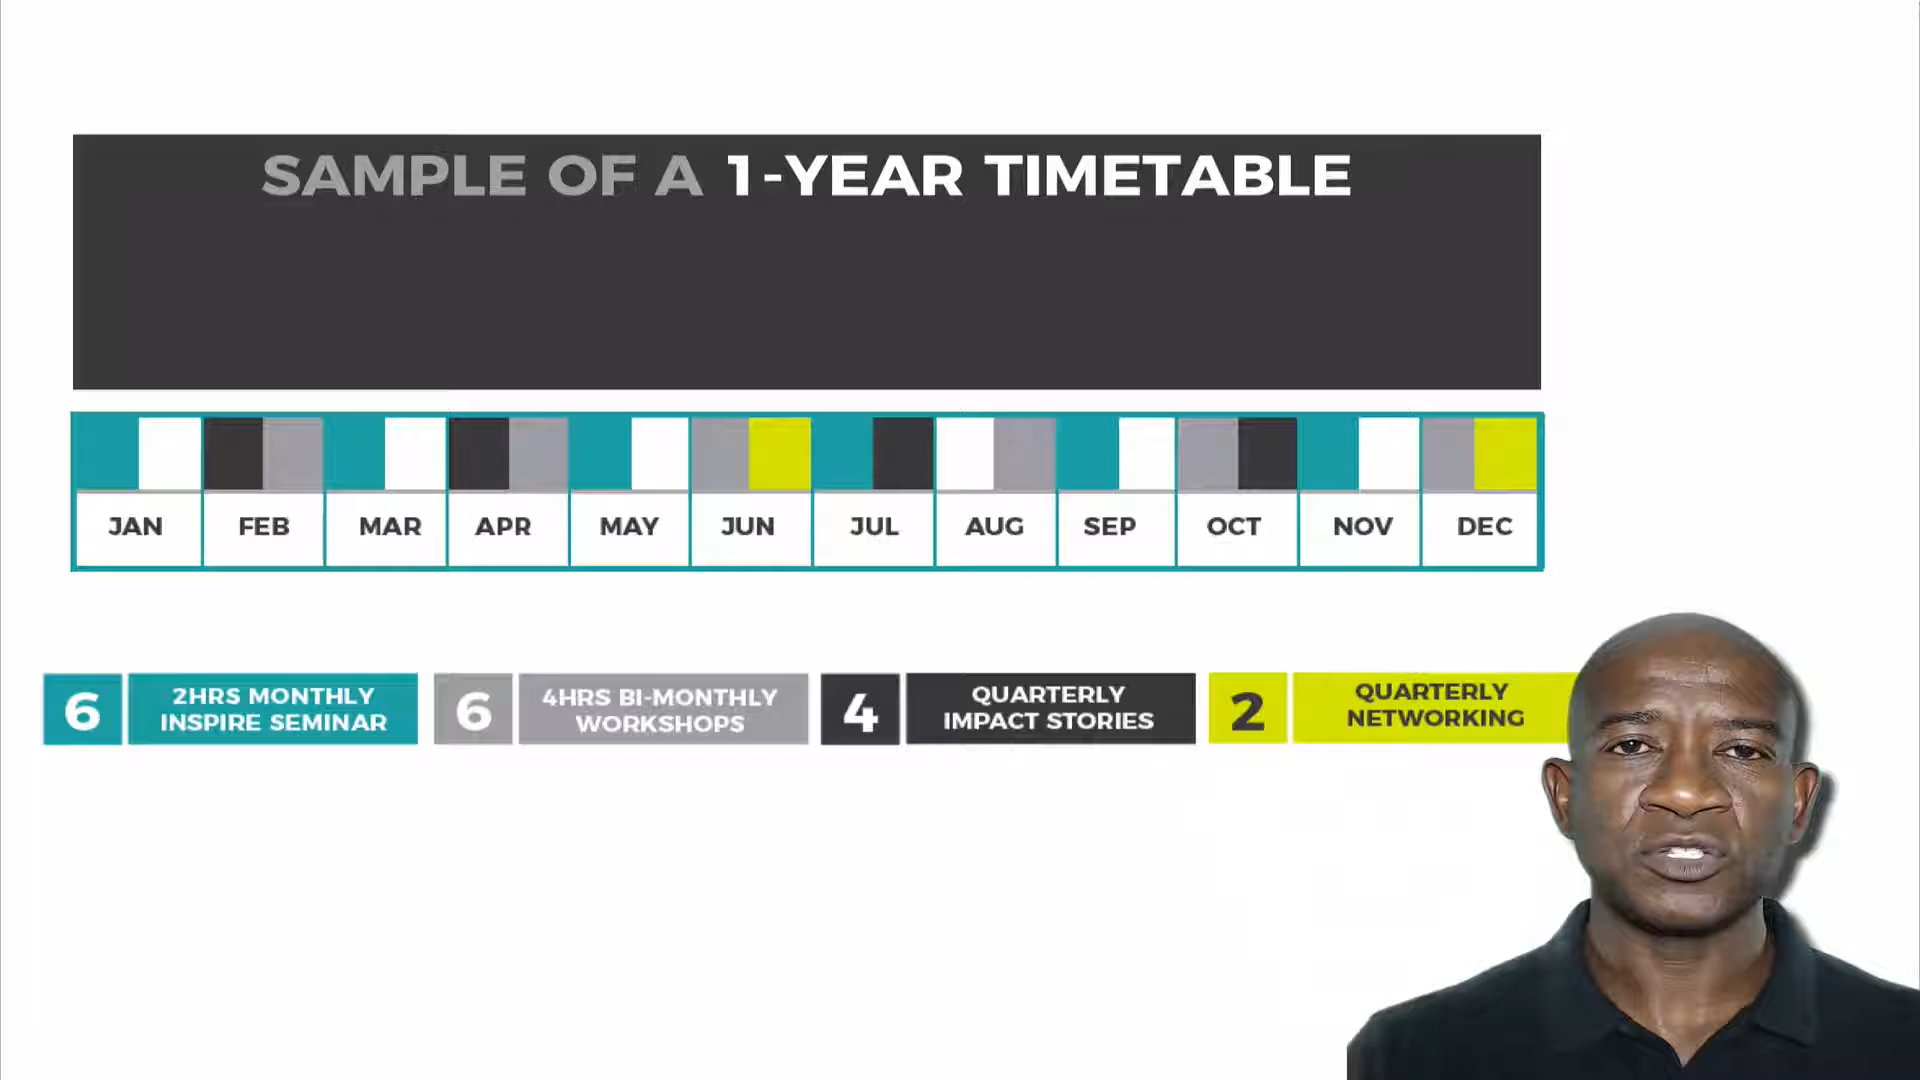 SAMPLE OF A 1-YEAR TIMETABLE
JAN FEB MAR APR MAY JUN JUL AUG SEP OCT NOV DEC
6
2HRS MONTHLY
INSPIRE SEMINAR
6
4HRS BI-MONTHLY
WORKSHOPS
4
QUARTERLY
IMPACT STORIES
2
QUARTERLY
NETWORKING